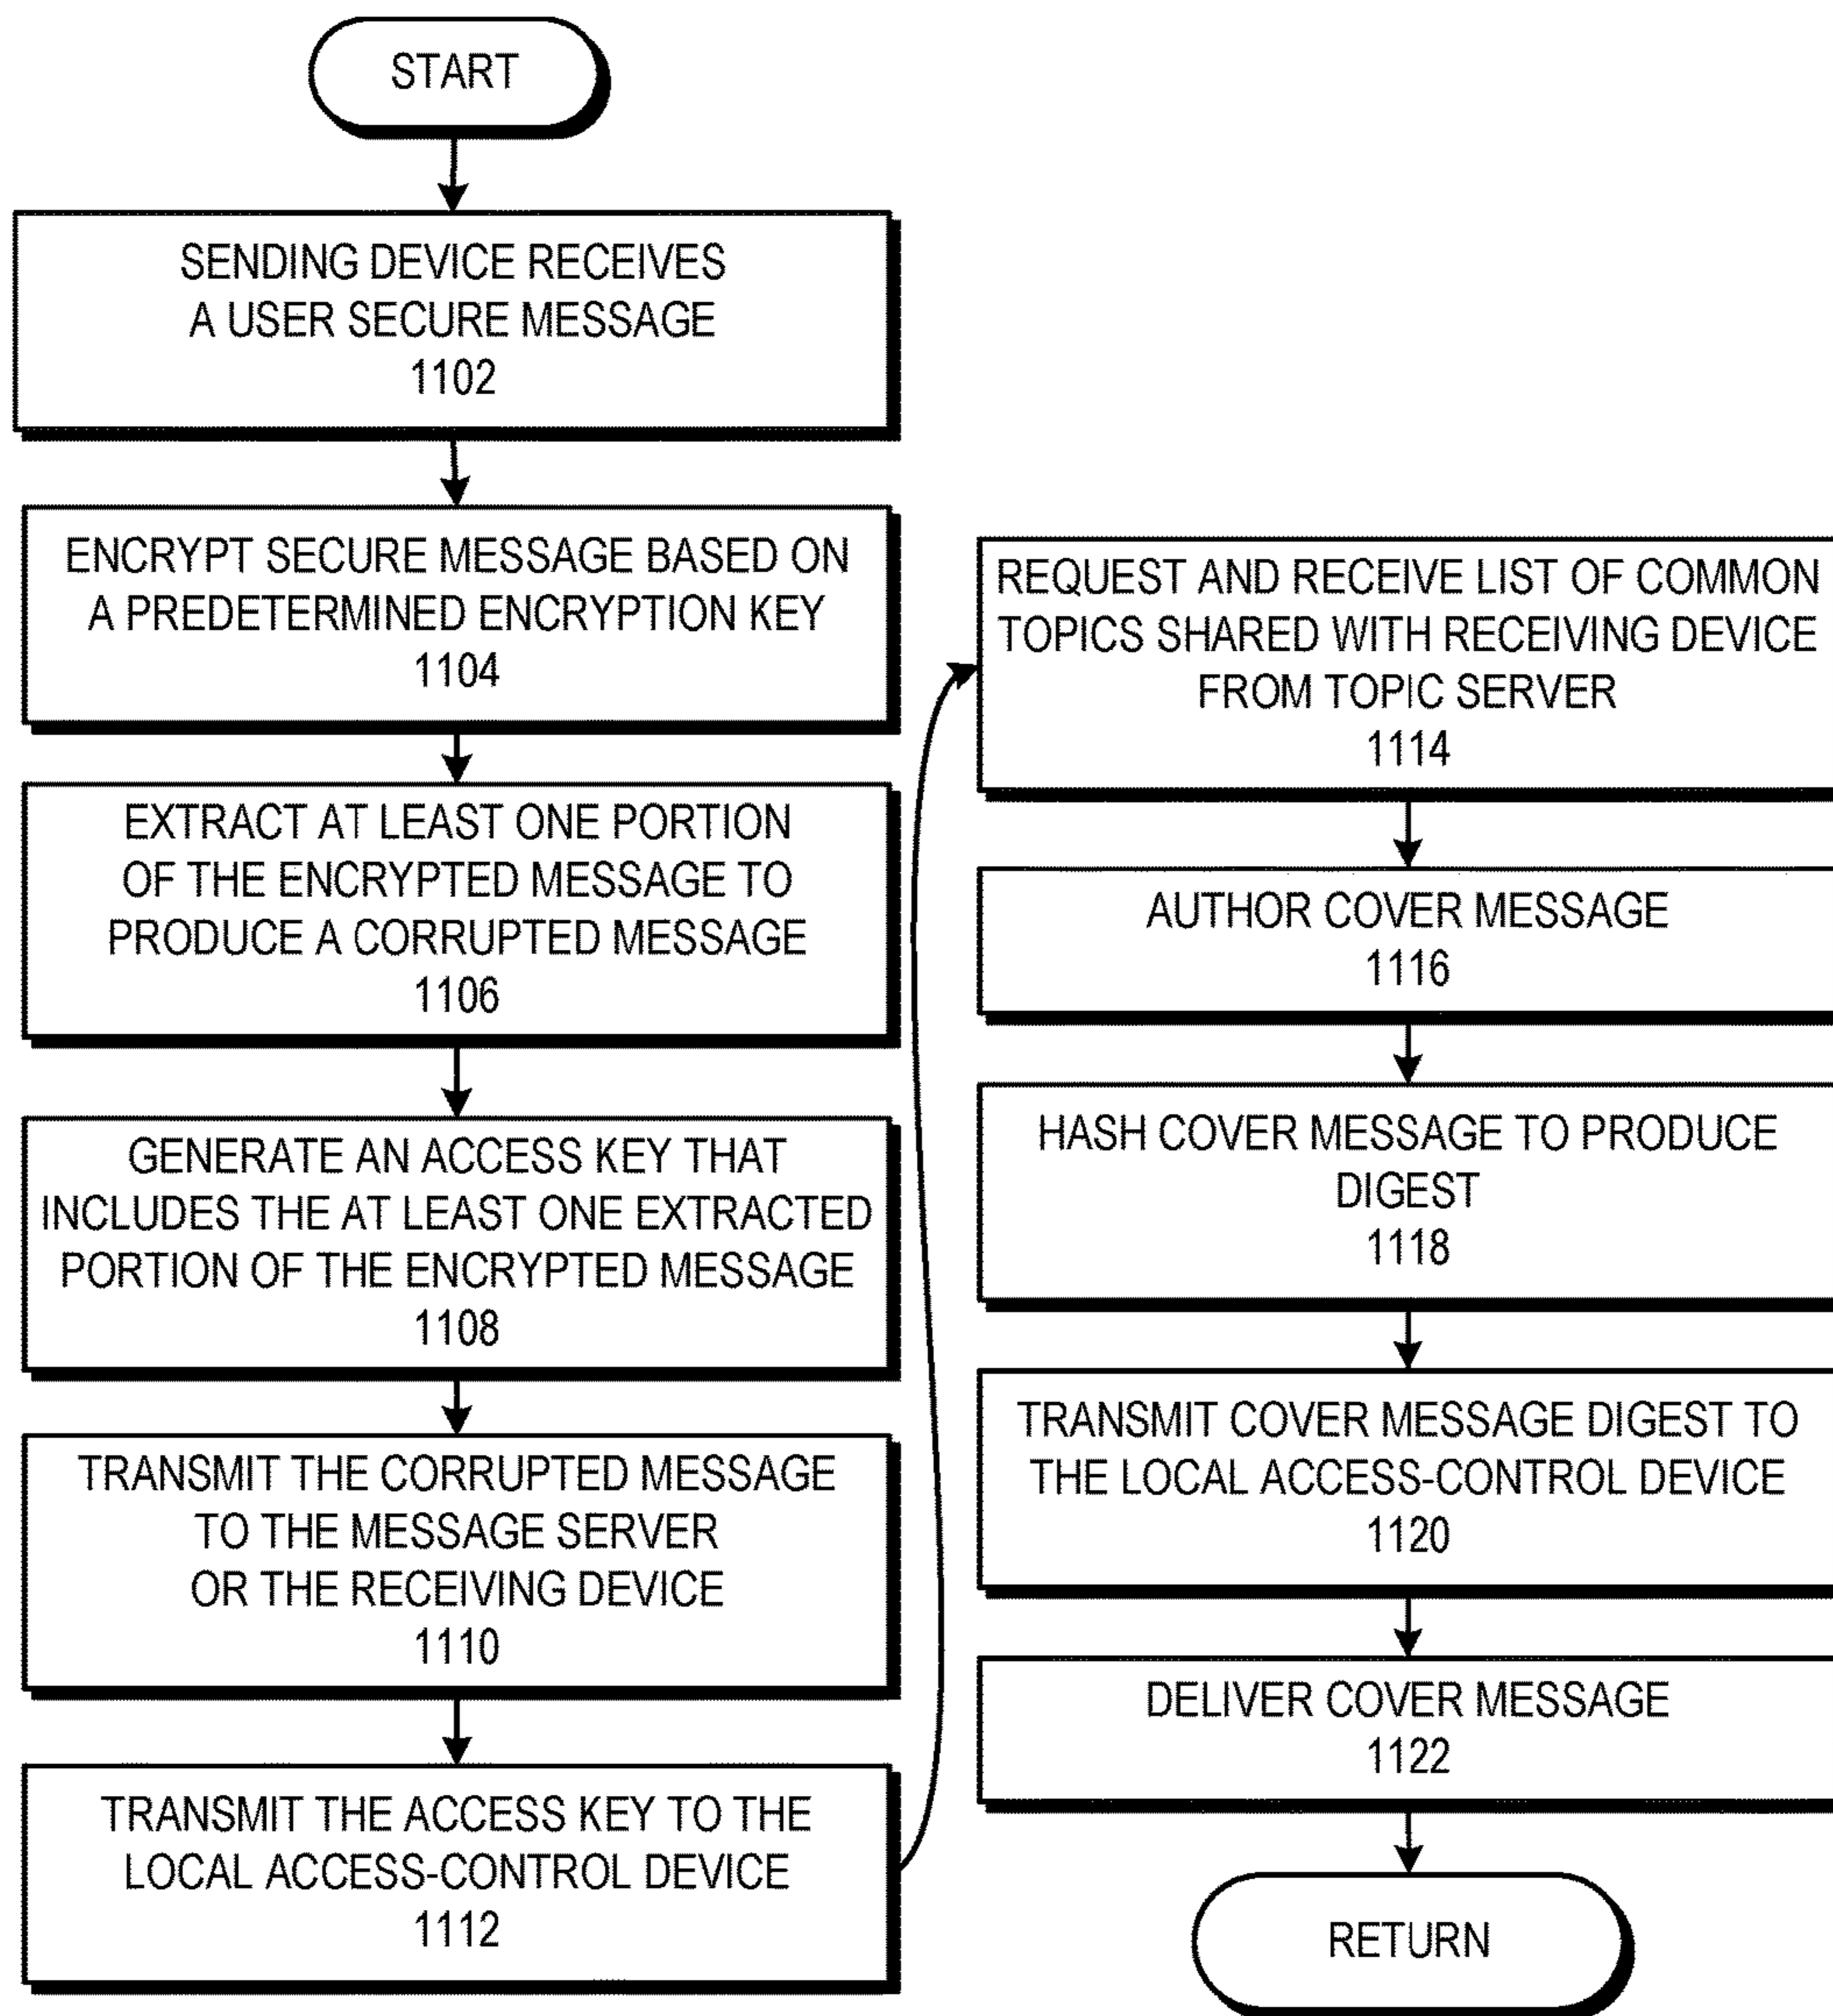 START
SENDING DEVICE RECEIVES
A USER SECURE MESSAGE
1102
ENCRYPT SECURE MESSAGE BASED ON
A PREDETERMINED ENCRYPTION KEY
1104
EXTRACT AT LEAST ONE PORTION
OF THE ENCRYPTED MESSAGE TO
PRODUCE A CORRUPTED MESSAGE
1106
GENERATE AN ACCESS KEY THAT
INCLUDES THE AT LEAST ONE EXTRACTED
PORTION OF THE ENCRYPTED MESSAGE
1108
TRANSMIT THE CORRUPTED MESSAGE
TO THE MESSAGE SERVER
OR THE RECEIVING DEVICE
1110
TRANSMIT THE ACCESS KEY TO THE
LOCAL ACCESS-CONTROL DEVICE
1112
REQUEST AND RECEIVE LIST OF COMMON
TOPICS SHARED WITH RECEIVING DEVICE
FROM TOPIC SERVER
1114
AUTHOR COVER MESSAGE
1116
HASH COVER MESSAGE TO PRODUCE
DIGEST
1118
TRANSMIT COVER MESSAGE DIGEST TO
THE LOCAL ACCESS-CONTROL DEVICE
1120
DELIVER COVER MESSAGE
1122
RETURN